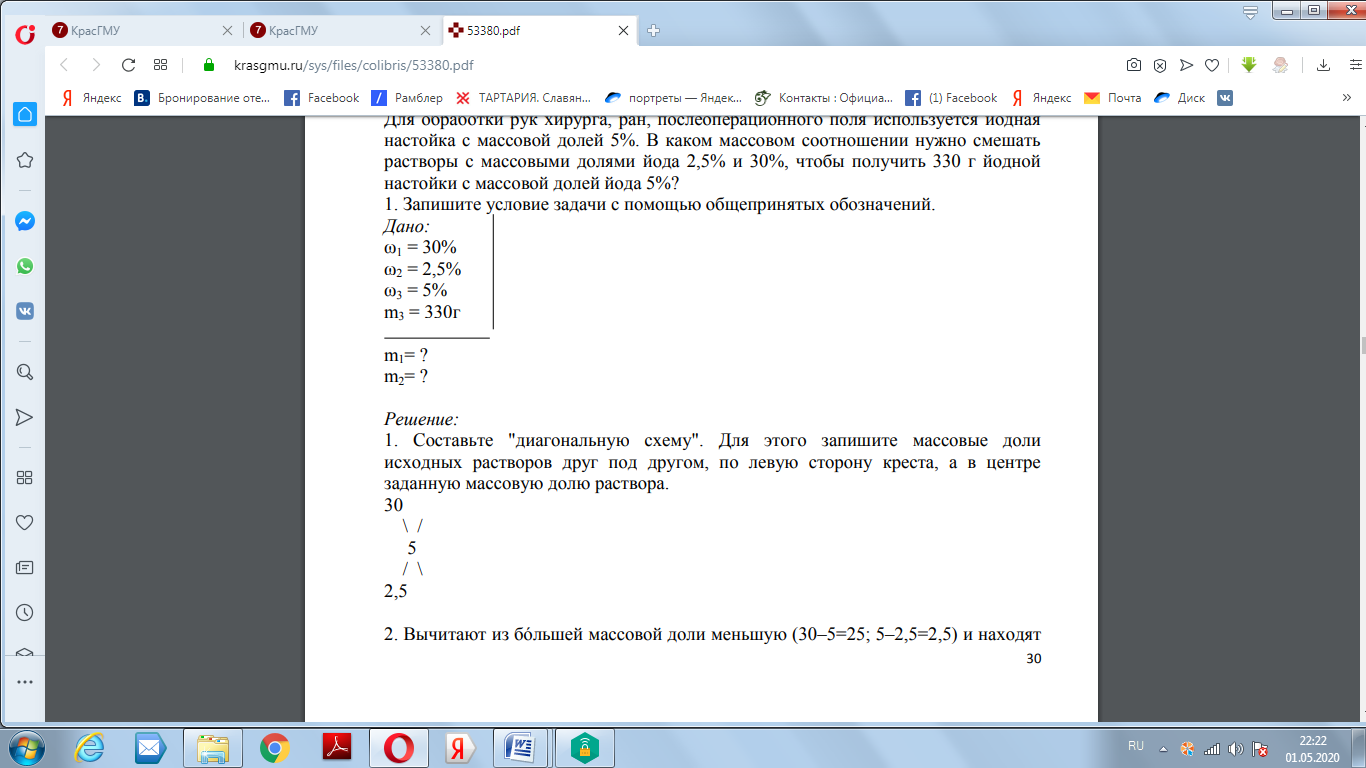 КрасГМУ
КрасГМУ
53380.pdf
krasgmu.ru/sys/files/colibris/53380.pdf
Яндекс
Бронирование оте...
Facebook
Рамблер
ТАРТАРИЯ. Славян...
портреты — Яндек...
Контакты : Официа...
(1) Facebook
Яндекс
Почта
Диск
Для обработки рук хирурга, ран, послеоперационного поля используется йодная
настойка с массовой долей 5%. В каком массовом соотношении нужно смешать
растворы с массовыми долями йода 2,5% и 30%, чтобы получить 330 г йодной
настойки с массовой долей йода 5%?
1. Запишите условие задачи с помощью общепринятых обозначений.
Дано:
ω₁ = 30%
ω₂ = 2,5%
ω₃ = 5%
m₃ = 330г
m₁= ?
m₂= ?
Решение:
1. Составьте "диагональную схему". Для этого запишите массовые доли
исходных растворов друг под другом, по левую сторону креста, а в центре
заданную массовую долю раствора.
30
\ /
5
/ \
2,5
2. Вычитают из бо́льшей массовой доли меньшую (30–5=25; 5–2,5=2,5) и находят
30
RU
22:22
01.05.2020